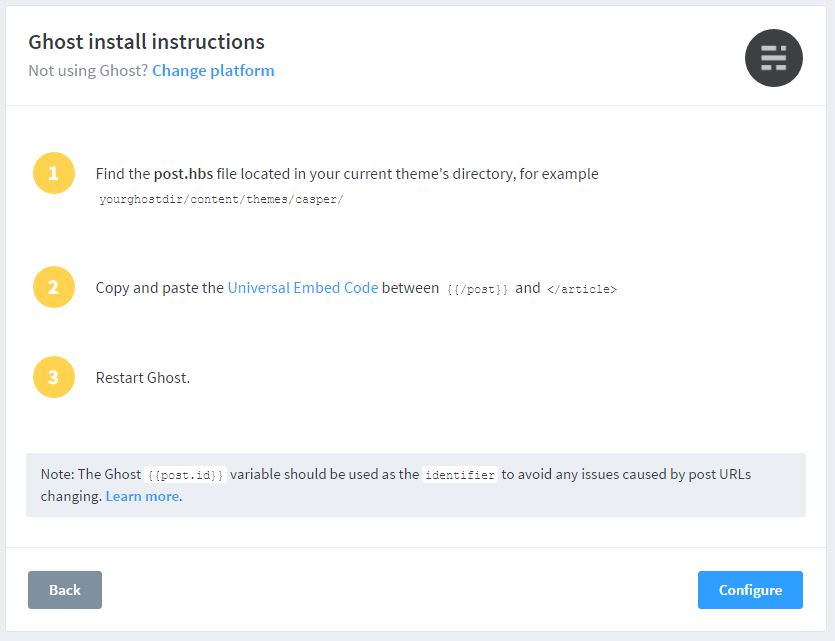 Ghost install instructions
Not using Ghost? Change platform
1
Find the post.hbs file located in your current theme's directory, for example
yourghostdir/content/themes/casper/
2
Copy and paste the Universal Embed Code between {{/post}} and </article>
3
Restart Ghost.
Note: The Ghost {{post.id}} variable should be used as the identifier to avoid any issues caused by post URLs
changing. Learn more.
Back
Configure